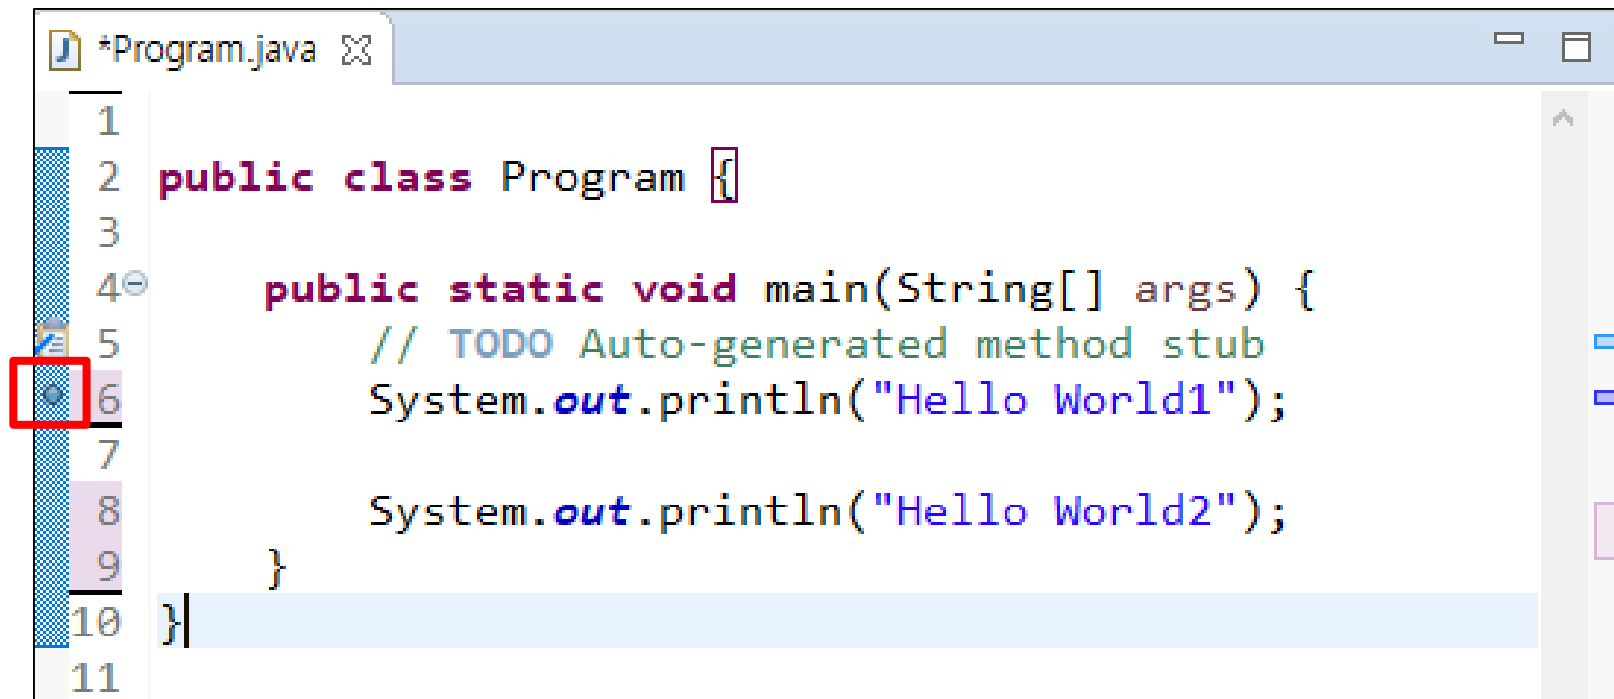 *Program.java
1
2 public class Program {
3
4 public static void main(String[] args) {
5 // TODO Auto-generated method stub
6 System.out.println("Hello World1");
7
8 System.out.println("Hello World2");
9 }
10 }
11